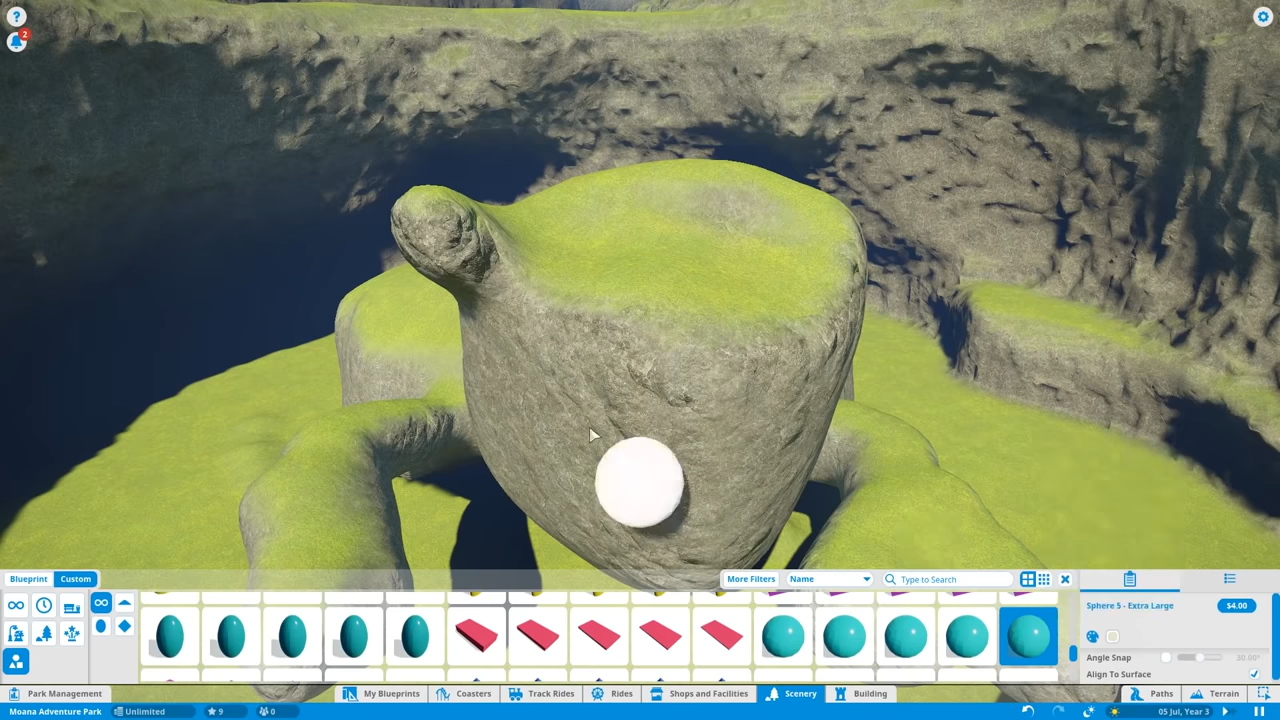 ?
2
Blueprint
Custom
More Filters
Name
Type to Search
Sphere 5 - Extra Large
$4.00
Angle Snap
30.00°
Align To Surface
Park Management
My Blueprints
Coasters
Track Rides
Rides
Shops and Facilities
Scenery
Building
Paths
Terrain
Moana Adventure Park
Unlimited
9
0
05 Jul, Year 3